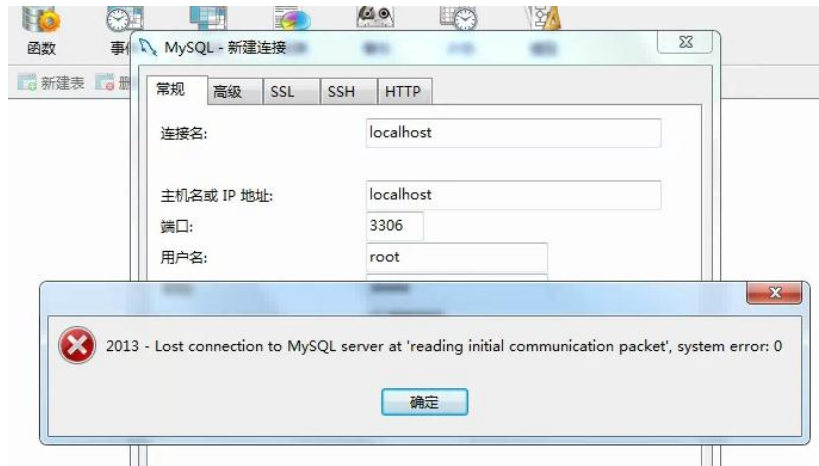 函数
MySQL - 新建连接
新建表
常规 高级 SSL SSH HTTP
连接名: localhost
主机名或 IP 地址: localhost
端口: 3306
用户名: root
2013 - Lost connection to MySQL server at 'reading initial communication packet', system error: 0
确定